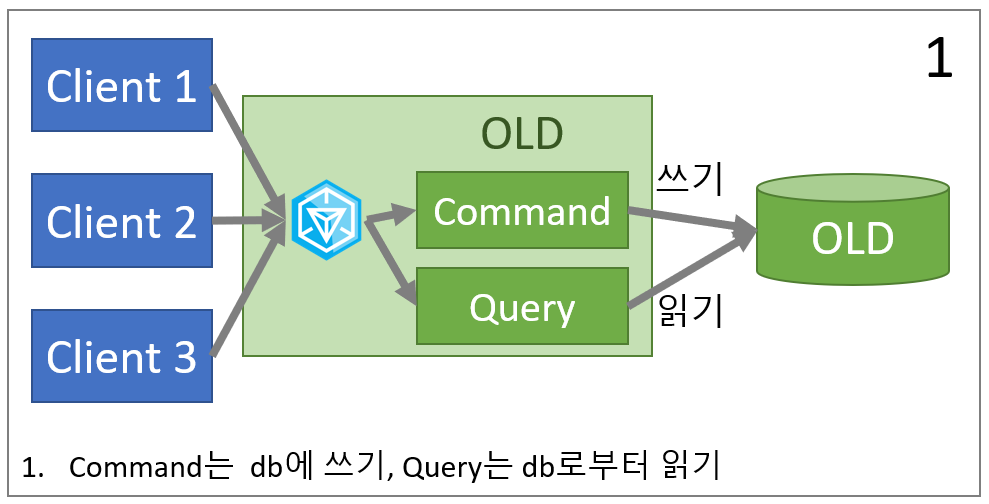 1
Client 1
Client 2
Client 3
OLD
Command
Query
쓰기
읽기
OLD
1. Command는 db에 쓰기, Query는 db로부터 읽기